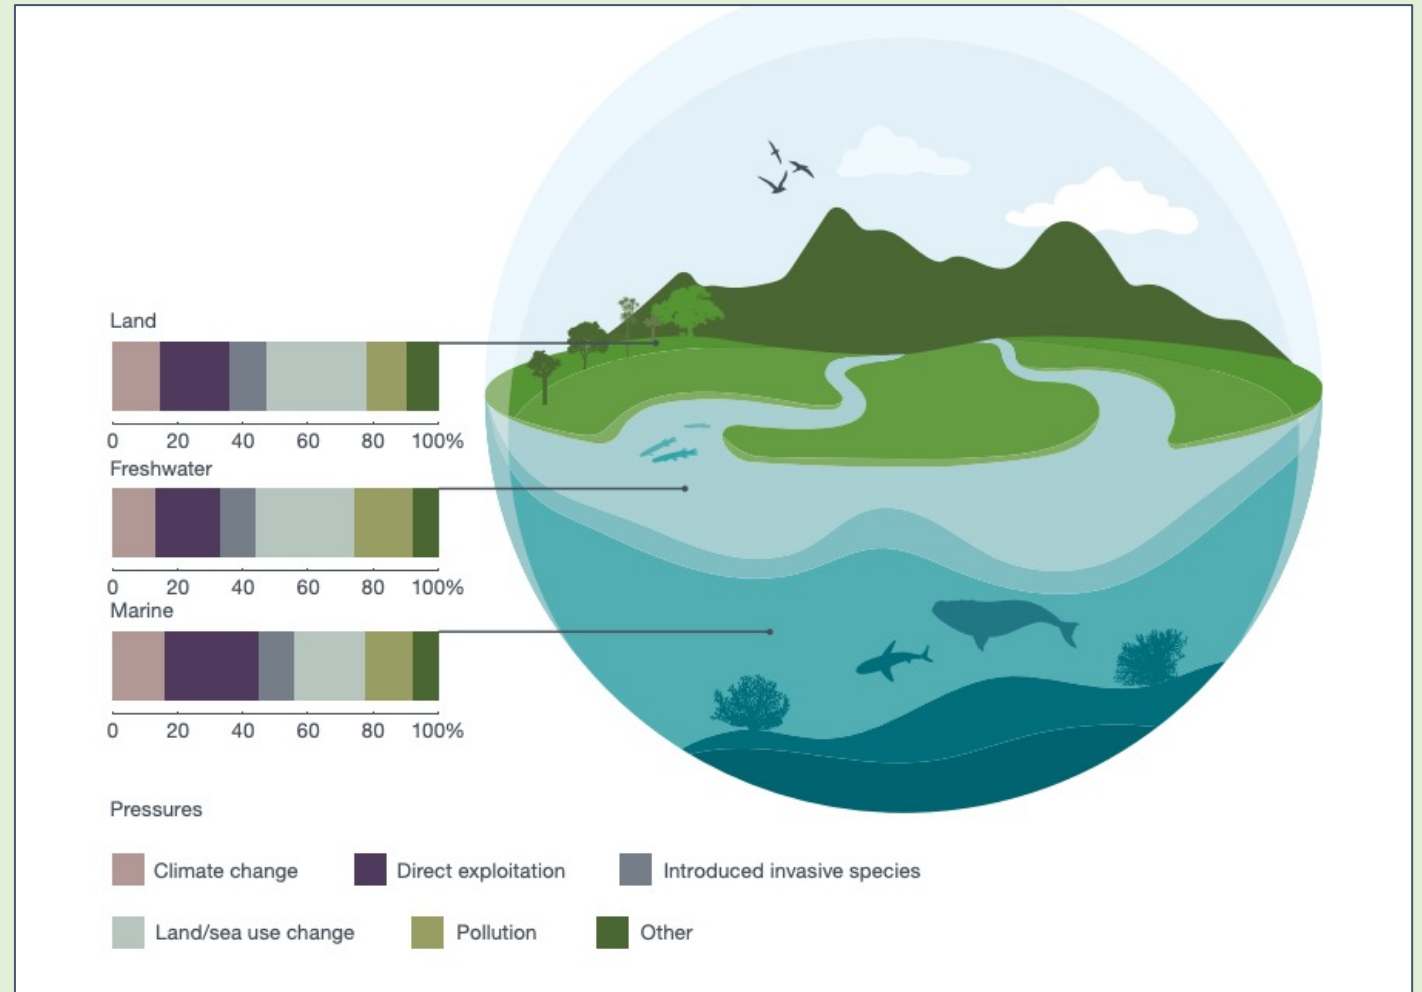 Land
0 20 40 60 80 100%
Freshwater
0 20 40 60 80 100%
Marine
0 20 40 60 80 100%
Pressures
Climate change Direct exploitation Introduced invasive species
Land/sea use change Pollution Other